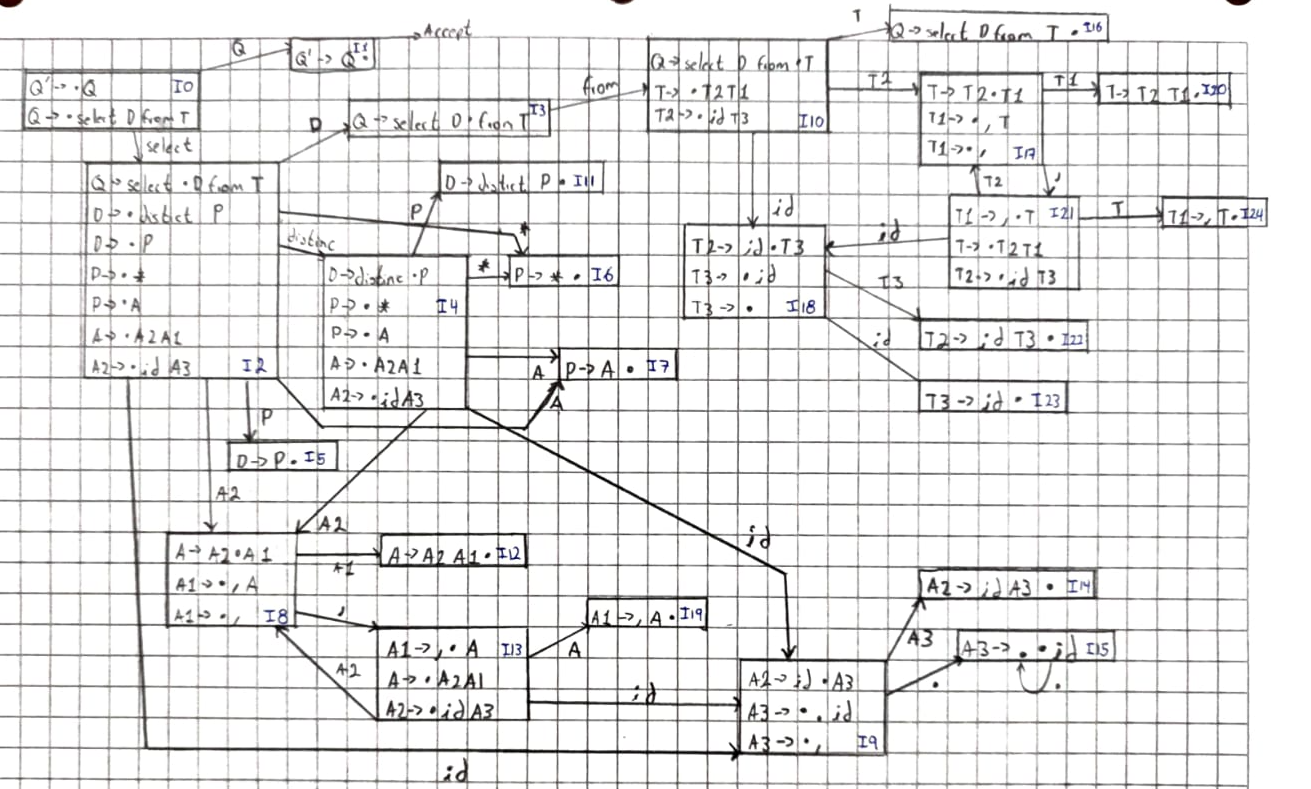 Q' -> · Q I0
Q -> · select D from T
Q
Q' -> Q · I1
Accept
select
D
Q -> select D · from T I3
from
Q -> select D from · T
T -> · T2 T1
T2 -> · id T3 I10
T
Q -> select D from T · I16
T2
T -> T2 · T1
T1 -> · , T
T1 -> · , I17
T1
T -> T2 T1 · I20
T2
,
T1 -> , · T I21
T -> · T2 T1
T2 -> · id T3
T
T1 -> , T · I24
id
id
T2 -> id · T3
T3 -> · id
T3 -> · I18
T3
T2 -> id T3 · I22
id
T3 -> id · I23
Q -> select · D from T
D -> · distict P
D -> · P
P -> · *
P -> · A
A -> · A2 A1
A2 -> · id A3 I2
distinc
D -> distinc · P
P -> · * I4
P -> · A
A -> · A2 A1
A2 -> · id A3
P
D -> distict P · I11
*
*
P -> * · I6
A
A
P -> A · I7
P
D -> P · I5
A2
A2
A -> A2 · A1
A1 -> · , A
A1 -> · , I8
A1
A -> A2 A1 · I12
,
A2
A1 -> , · A I13
A -> · A2 A1
A2 -> · id A3
A
A1 -> , A · I19
id
id
id
A2 -> id · A3
A3 -> · . id
A3 -> · , I9
A3
A2 -> id A3 · I14
.
A3 -> . · id I15
.